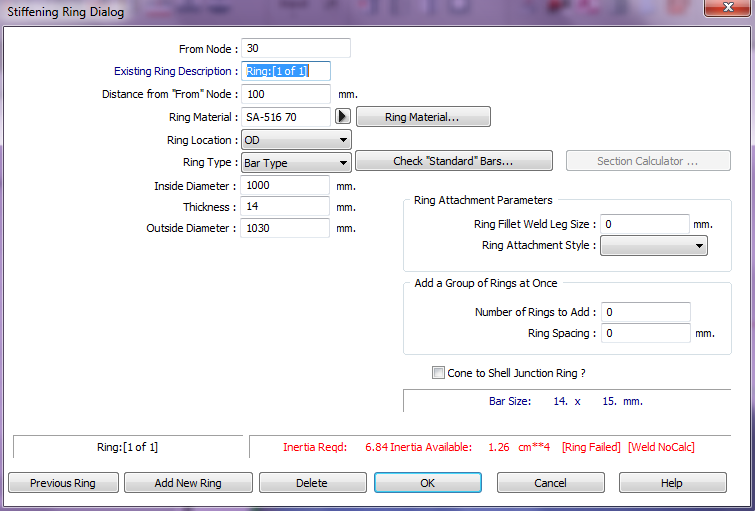 Stiffening Ring Dialog
From Node : 30
Existing Ring Description : Ring:[1 of 1]
Distance from "From" Node : 100 mm.
Ring Material : SA-516 70 Ring Material...
Ring Location : OD
Ring Type : Bar Type Check "Standard" Bars... Section Calculator ...
Inside Diameter : 1000 mm.
Thickness : 14 mm.
Outside Diameter : 1030 mm.
Ring Attachment Parameters
Ring Fillet Weld Leg Size : 0 mm.
Ring Attachment Style :
Add a Group of Rings at Once
Number of Rings to Add : 0
Ring Spacing : 0 mm.
Cone to Shell Junction Ring ?
Bar Size: 14. x 15. mm.
Ring:[1 of 1] Inertia Reqd: 6.84 Inertia Available: 1.26 cm**4 [Ring Failed] [Weld NoCalc]
Previous Ring Add New Ring Delete OK Cancel Help